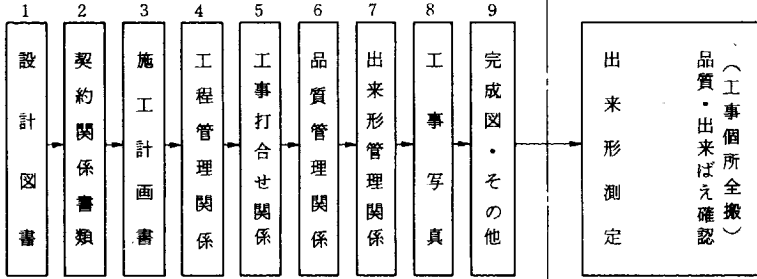 1
設計図書
2
契約関係書類
3
施工計画書
4
工程管理関係
5
工事打合せ関係
6
品質管理関係
7
出来形管理関係
8
工事写真
9
完成図・その他
出来形測定
品質・出来ばえ確認
（工事個所全搬）